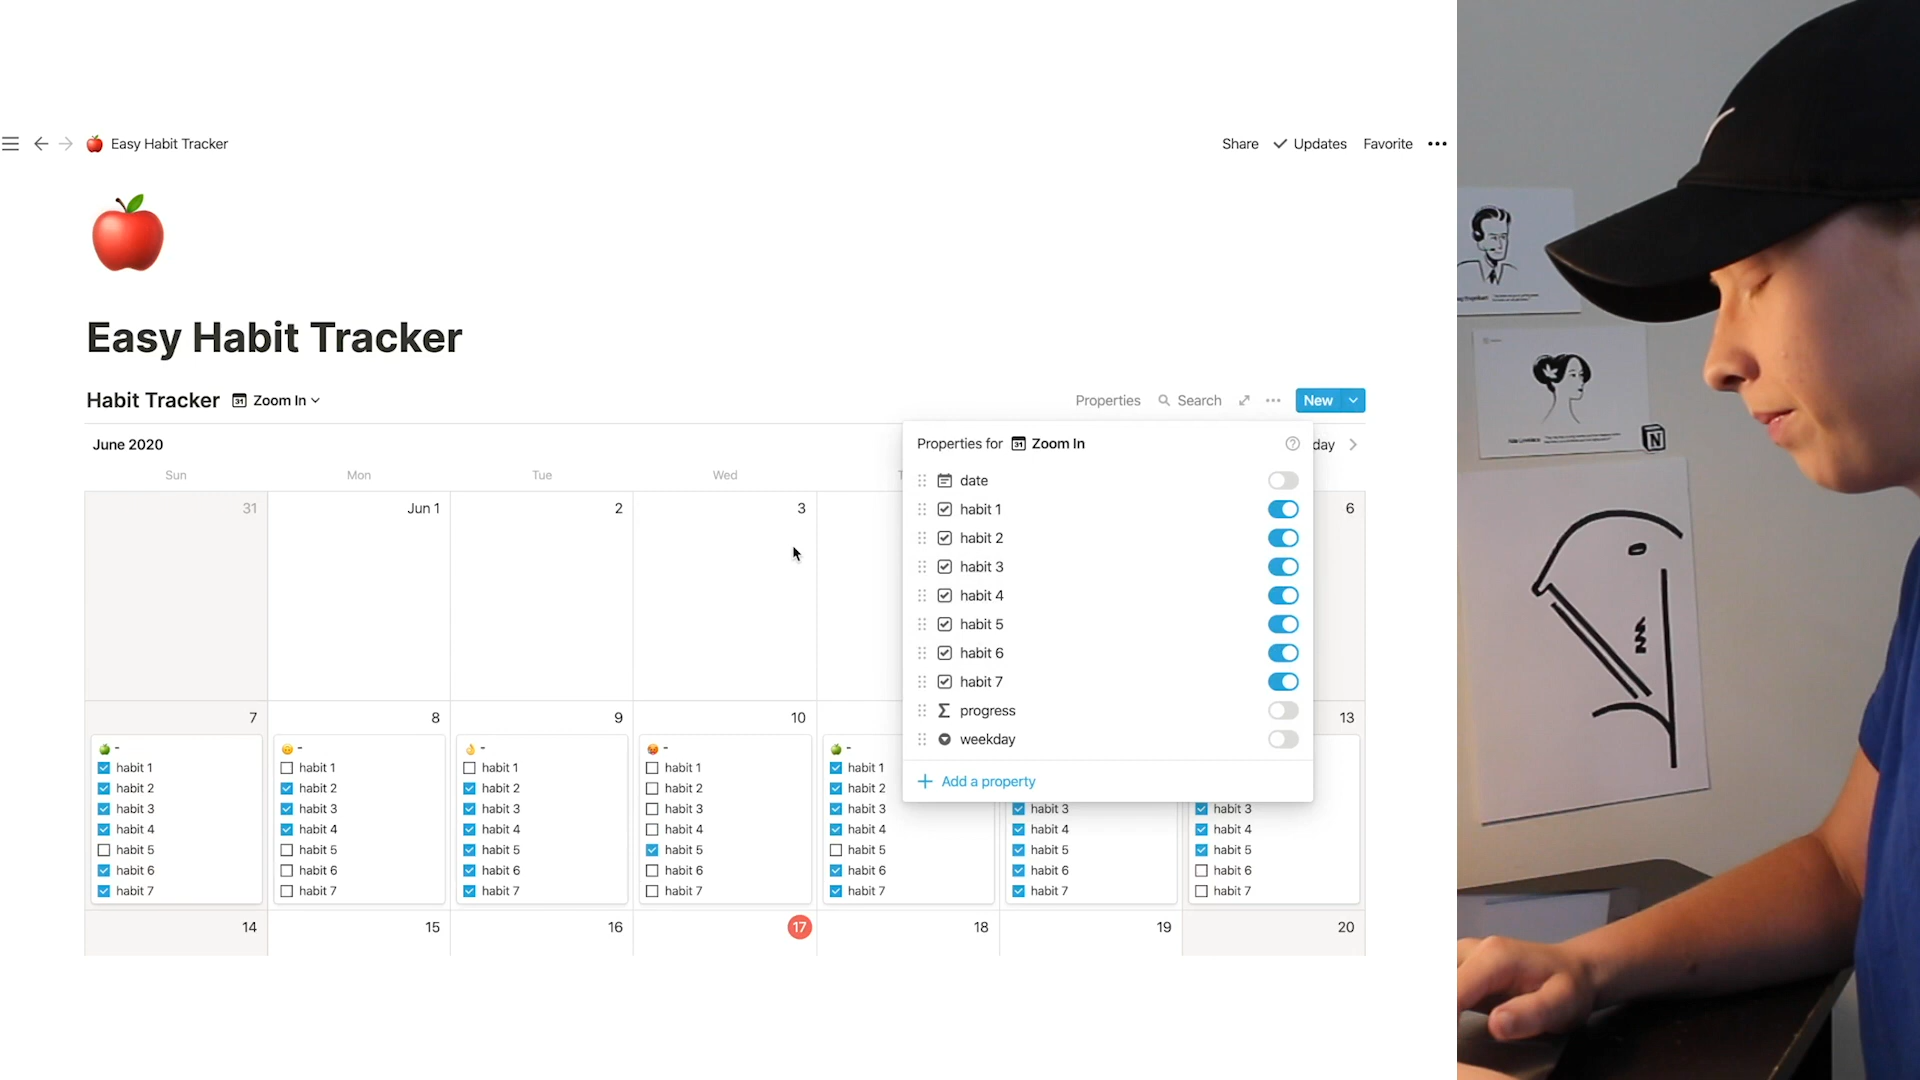 Easy Habit Tracker
Share Updates Favorite
Easy Habit Tracker
Habit Tracker 31 Zoom In
Properties Search New
June 2020
day
Sun Mon Tue Wed T
Properties for 31 Zoom In
date
habit 1
habit 2
habit 3
habit 4
habit 5
habit 6
habit 7
progress
weekday
Add a property
31 Jun 1 2 3 6
7 8 9 10 13
- - - - -
habit 1 habit 1 habit 1 habit 1 habit 1
habit 2 habit 2 habit 2 habit 2 habit 2
habit 3 habit 3 habit 3 habit 3 habit 3 habit 3 habit 3
habit 4 habit 4 habit 4 habit 4 habit 4 habit 4 habit 4
habit 5 habit 5 habit 5 habit 5 habit 5 habit 5 habit 5
habit 6 habit 6 habit 6 habit 6 habit 6 habit 6 habit 6
habit 7 habit 7 habit 7 habit 7 habit 7 habit 7 habit 7
14 15 16 17 18 19 20
N